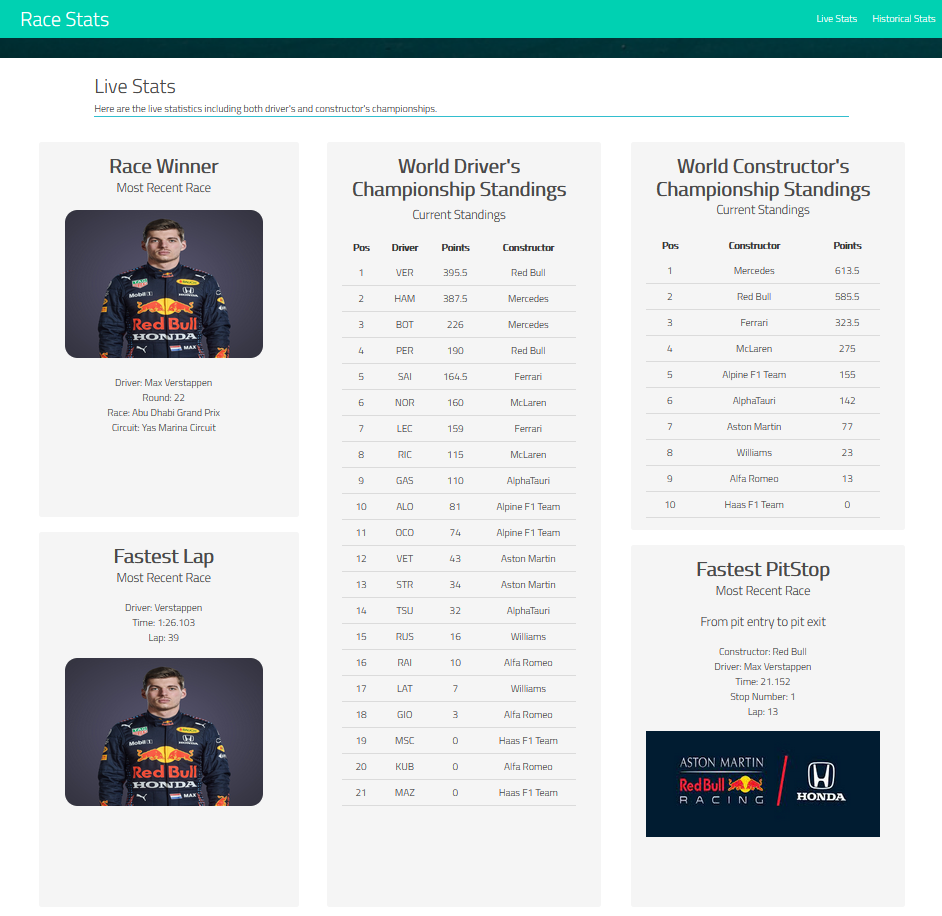 Race Stats
Live Stats Historical Stats
Live Stats
Here are the live statistics including both driver's and constructor's championships.
Race Winner
Most Recent Race
Mobil 1
Red Bull
HONDA
MAX
Driver: Max Verstappen
Round: 22
Race: Abu Dhabi Grand Prix
Circuit: Yas Marina Circuit
Fastest Lap
Most Recent Race
Driver: Verstappen
Time: 1:26.103
Lap: 39
Mobil 1
Red Bull
HONDA
MAX
World Driver's
Championship Standings
Current Standings
Pos Driver Points Constructor
1 VER 395.5 Red Bull
2 HAM 387.5 Mercedes
3 BOT 226 Mercedes
4 PER 190 Red Bull
5 SAI 164.5 Ferrari
6 NOR 160 McLaren
7 LEC 159 Ferrari
8 RIC 115 McLaren
9 GAS 110 AlphaTauri
10 ALO 81 Alpine F1 Team
11 OCO 74 Alpine F1 Team
12 VET 43 Aston Martin
13 STR 34 Aston Martin
14 TSU 32 AlphaTauri
15 RUS 16 Williams
16 RAI 10 Alfa Romeo
17 LAT 7 Williams
18 GIO 3 Alfa Romeo
19 MSC 0 Haas F1 Team
20 KUB 0 Alfa Romeo
21 MAZ 0 Haas F1 Team
World Constructor's
Championship Standings
Current Standings
Pos Constructor Points
1 Mercedes 613.5
2 Red Bull 585.5
3 Ferrari 323.5
4 McLaren 275
5 Alpine F1 Team 155
6 AlphaTauri 142
7 Aston Martin 77
8 Williams 23
9 Alfa Romeo 13
10 Haas F1 Team 0
Fastest PitStop
Most Recent Race
From pit entry to pit exit
Constructor: Red Bull
Driver: Max Verstappen
Time: 21.152
Stop Number: 1
Lap: 13
ASTON MARTIN
Red Bull
RACING
HONDA